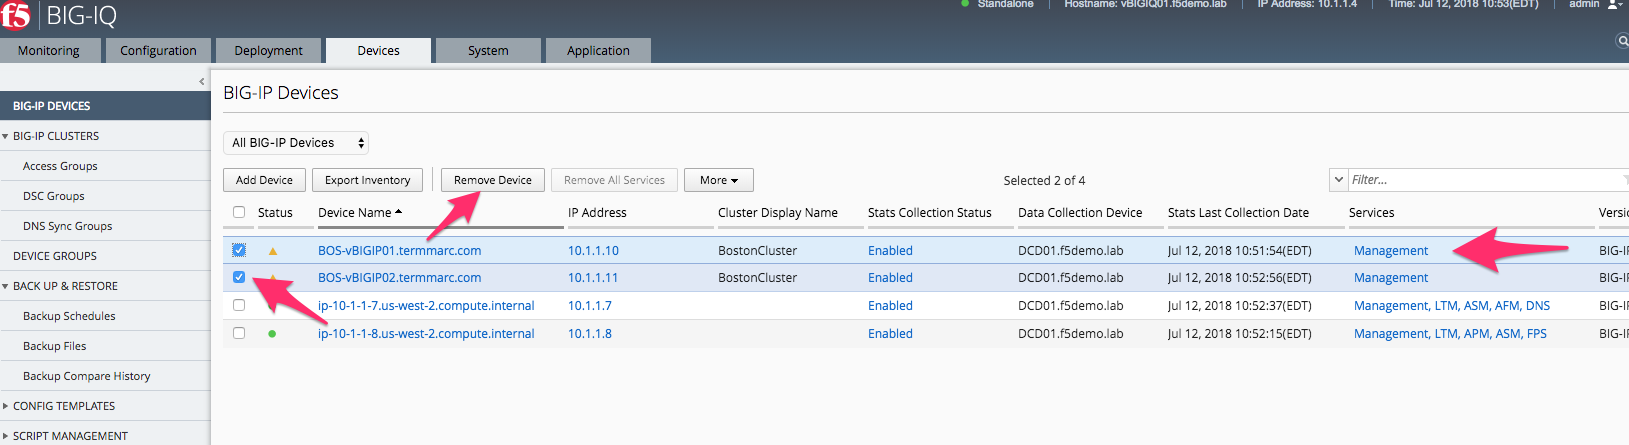 f5 BIG-IQ
Standalone Hostname: vBIGIQ01.f5demo.lab IP Address: 10.1.1.4 Time: Jul 12, 2018 10:53(EDT) admin
Monitoring Configuration Deployment Devices System Application
BIG-IP DEVICES
BIG-IP CLUSTERS
Access Groups
DSC Groups
DNS Sync Groups
DEVICE GROUPS
BACK UP & RESTORE
Backup Schedules
Backup Files
Backup Compare History
CONFIG TEMPLATES
SCRIPT MANAGEMENT
BIG-IP Devices
All BIG-IP Devices
Add Device Export Inventory Remove Device Remove All Services More Selected 2 of 4 Filter...
Status Device Name IP Address Cluster Display Name Stats Collection Status Data Collection Device Stats Last Collection Date Services Versio
BOS-vBIGIP01.termmarc.com 10.1.1.10 BostonCluster Enabled DCD01.f5demo.lab Jul 12, 2018 10:51:54(EDT) Management BIG-IP
BOS-vBIGIP02.termmarc.com 10.1.1.11 BostonCluster Enabled DCD01.f5demo.lab Jul 12, 2018 10:52:56(EDT) Management BIG-IP
ip-10-1-1-7.us-west-2.compute.internal 10.1.1.7 Enabled DCD01.f5demo.lab Jul 12, 2018 10:52:37(EDT) Management, LTM, ASM, AFM, DNS BIG-IP
ip-10-1-1-8.us-west-2.compute.internal 10.1.1.8 Enabled DCD01.f5demo.lab Jul 12, 2018 10:52:15(EDT) Management, LTM, APM, ASM, FPS BIG-IP